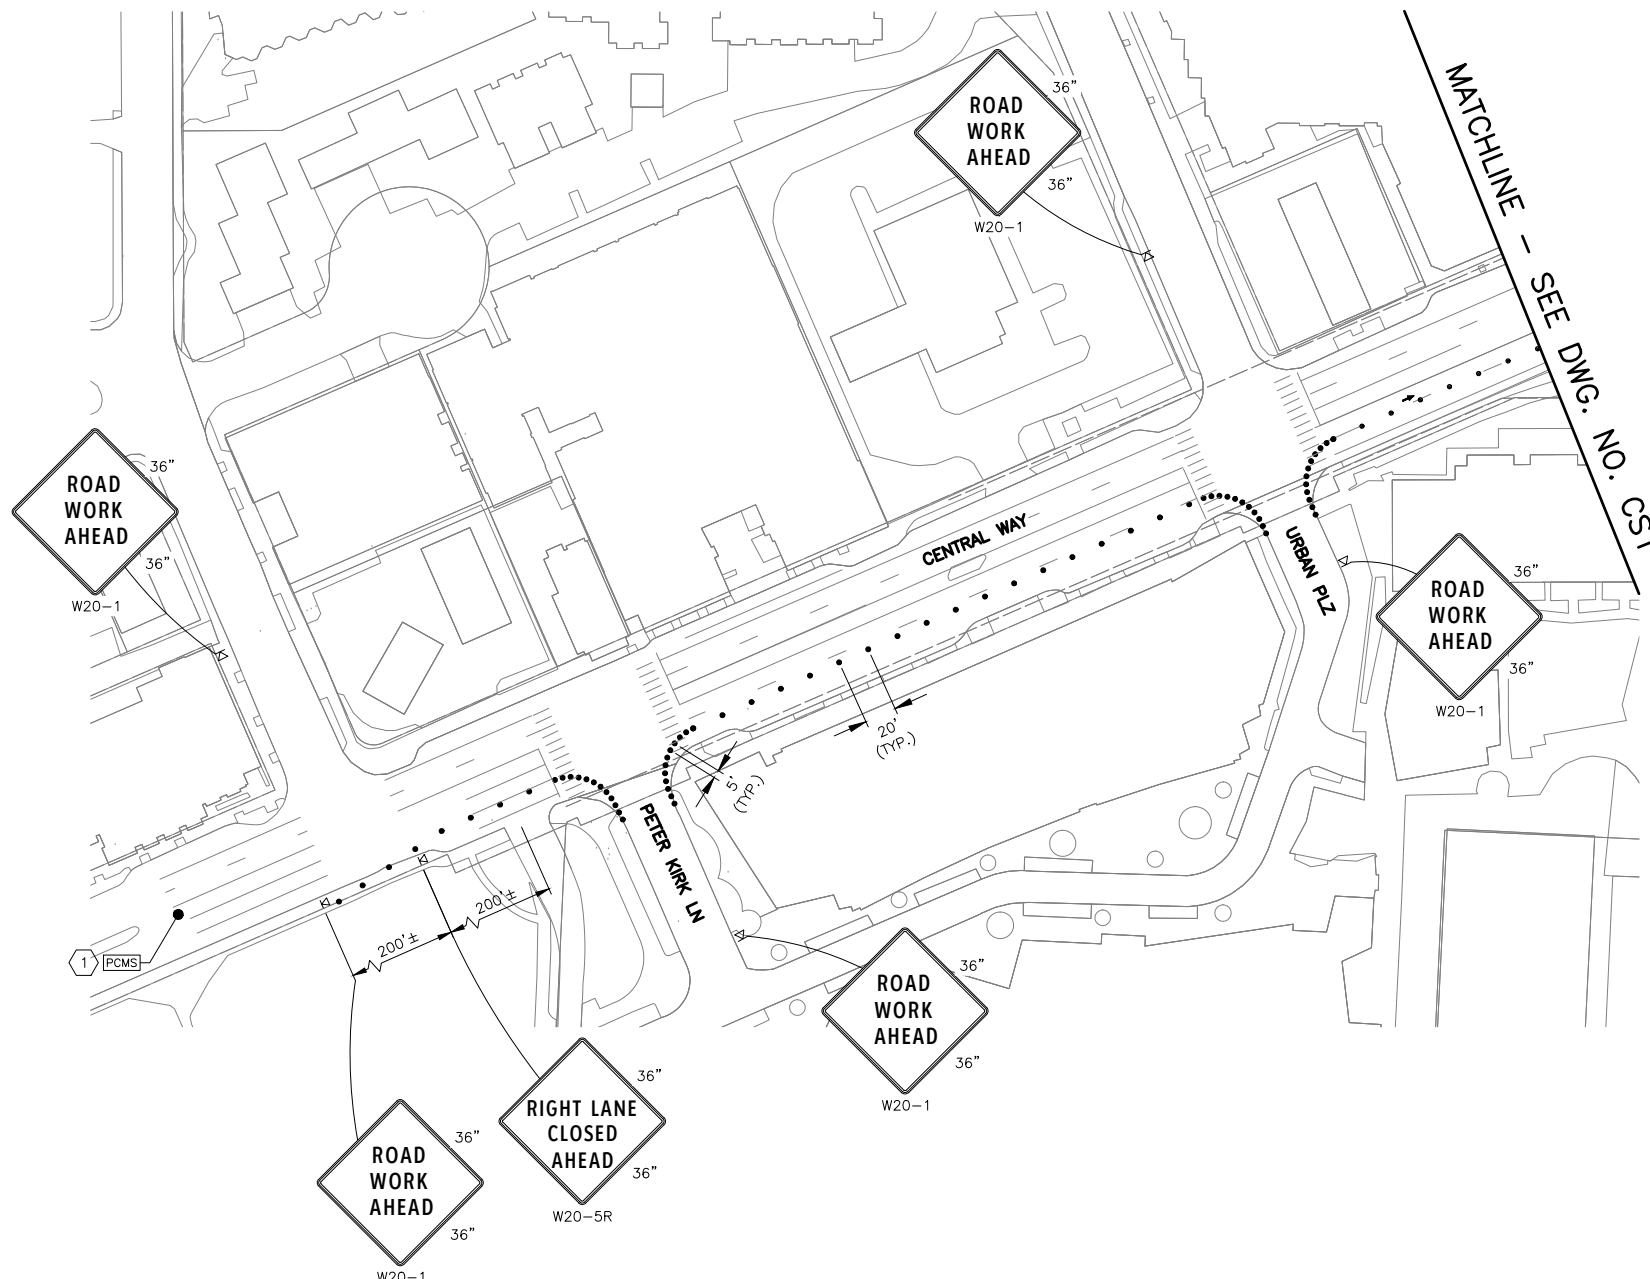 ROAD
WORK
AHEAD
36"
36"
W20-1
MATCHLINE - SEE DWG. NO. CST
ROAD
WORK
AHEAD
36"
36"
W20-1
CENTRAL WAY
URBAN PLZ
ROAD
WORK
AHEAD
36"
36"
W20-1
20'
(TYP.)
5'
(TYP.)
PETER KIRK LN
200'±
200'±
1
PCMS
ROAD
WORK
AHEAD
36"
36"
W20-1
RIGHT LANE
CLOSED
AHEAD
36"
36"
W20-5R
ROAD
WORK
AHEAD
36"
36"
W20-1